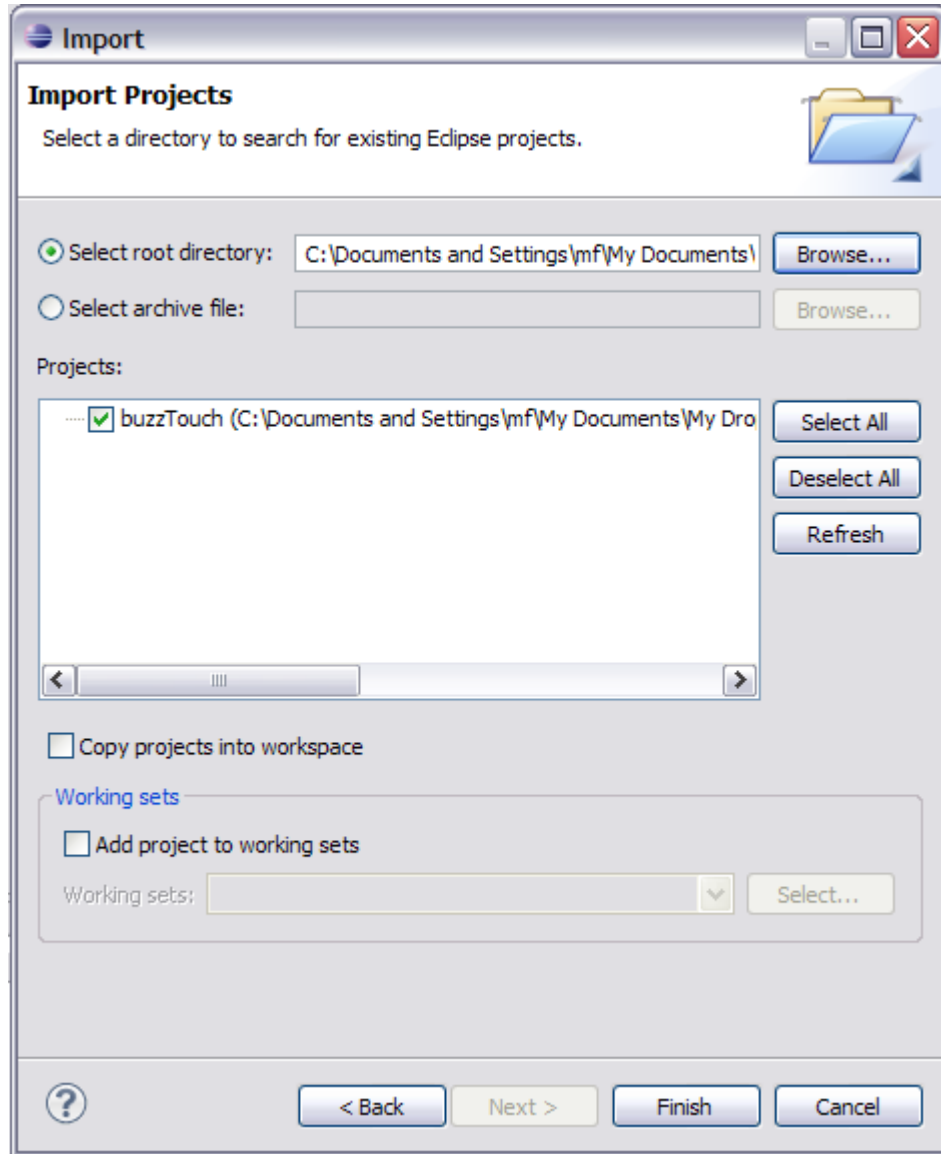 Import
Import Projects
Select a directory to search for existing Eclipse projects.
Select root directory: C:\Documents and Settings\mf\My Documents\ Browse...
Select archive file: Browse...
Projects:
buzzTouch (C:\Documents and Settings\mf\My Documents\My Dro
Select All
Deselect All
Refresh
Copy projects into workspace
Working sets
Add project to working sets
Working sets: Select...
? < Back Next > Finish Cancel